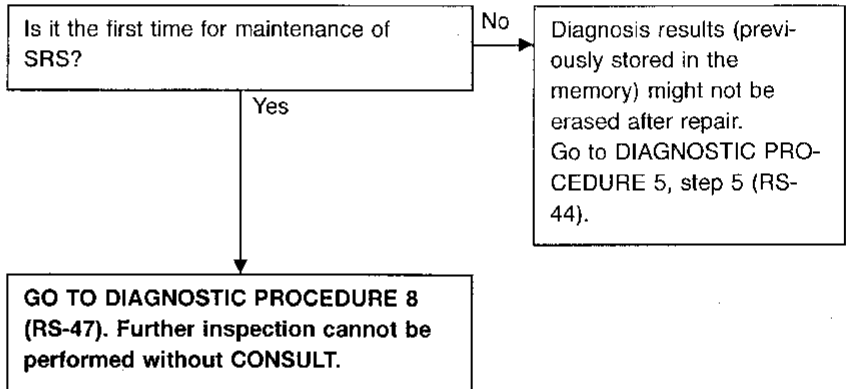 Is it the first time for maintenance of
SRS?
No
Diagnosis results (previ-
ously stored in the
memory) might not be
erased after repair.
Go to DIAGNOSTIC PRO-
CEDURE 5, step 5 (RS-
44).
Yes
GO TO DIAGNOSTIC PROCEDURE 8
(RS-47). Further inspection cannot be
performed without CONSULT.